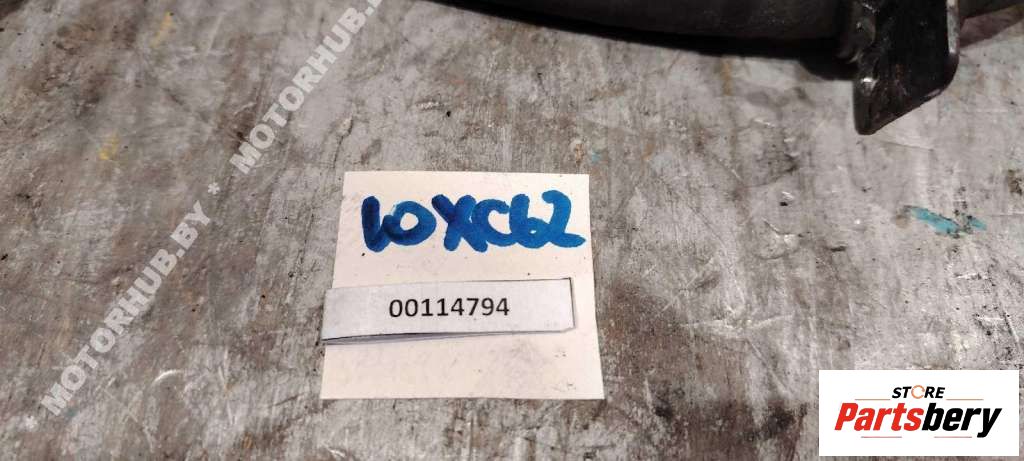 MOTORHUB.BY * MOTORHUB.BY
10XC62
00114794
STORE
Partsbery